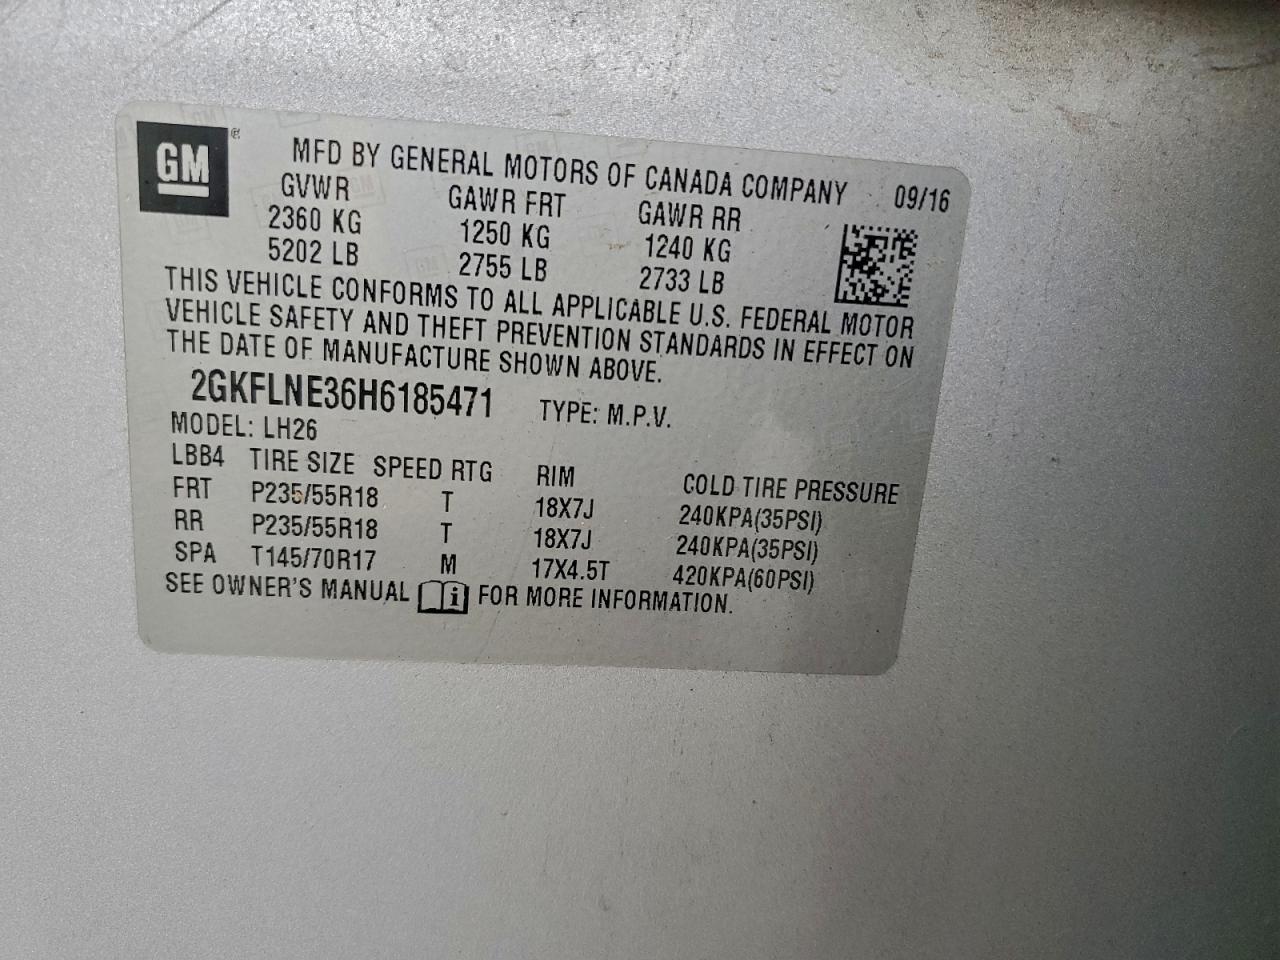 GM ®
MFD BY GENERAL MOTORS OF CANADA COMPANY 09/16
GVWR GAWR FRT GAWR RR
2360 KG 1250 KG 1240 KG
5202 LB 2755 LB 2733 LB
THIS VEHICLE CONFORMS TO ALL APPLICABLE U.S. FEDERAL MOTOR
VEHICLE SAFETY AND THEFT PREVENTION STANDARDS IN EFFECT ON
THE DATE OF MANUFACTURE SHOWN ABOVE.
2GKFLNE36H6185471 TYPE: M.P.V.
MODEL: LH26
LBB4 TIRE SIZE SPEED RTG RIM COLD TIRE PRESSURE
FRT P235/55R18 T 18X7J 240KPA(35PSI)
RR P235/55R18 T 18X7J 240KPA(35PSI)
SPA T145/70R17 M 17X4.5T 420KPA(60PSI)
SEE OWNER'S MANUAL i FOR MORE INFORMATION.